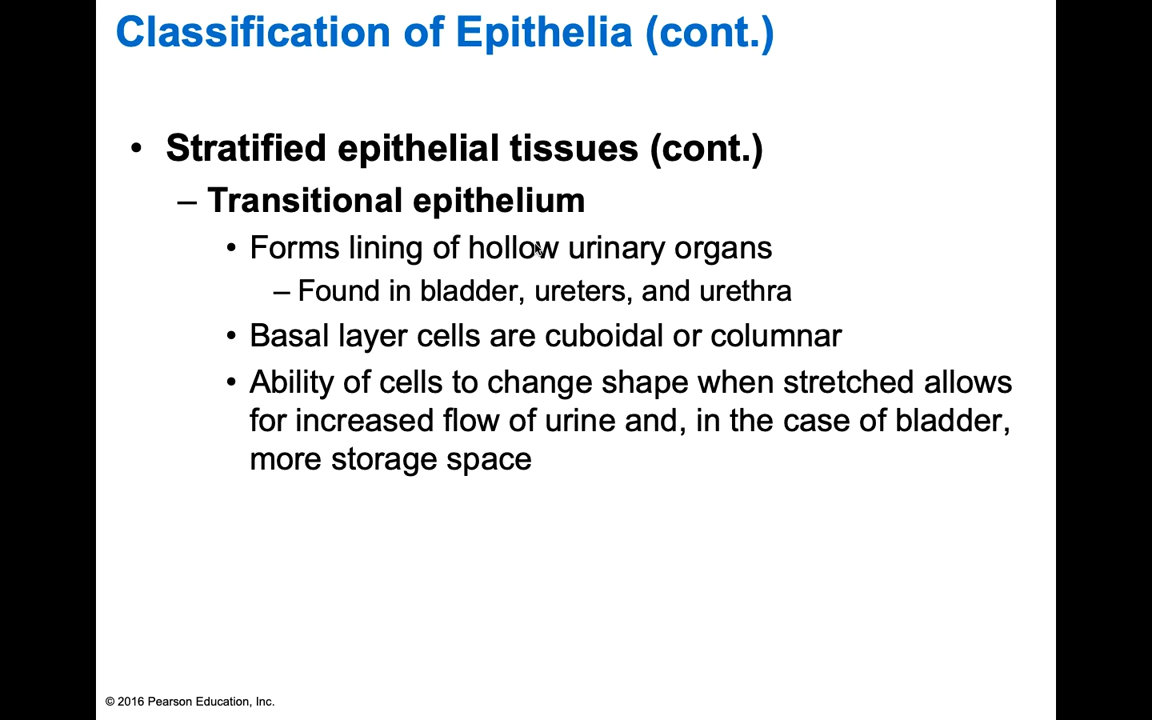 Classification of Epithelia (cont.)
• Stratified epithelial tissues (cont.)
– Transitional epithelium
• Forms lining of hollow urinary organs
– Found in bladder, ureters, and urethra
• Basal layer cells are cuboidal or columnar
• Ability of cells to change shape when stretched allows
for increased flow of urine and, in the case of bladder,
more storage space
© 2016 Pearson Education, Inc.